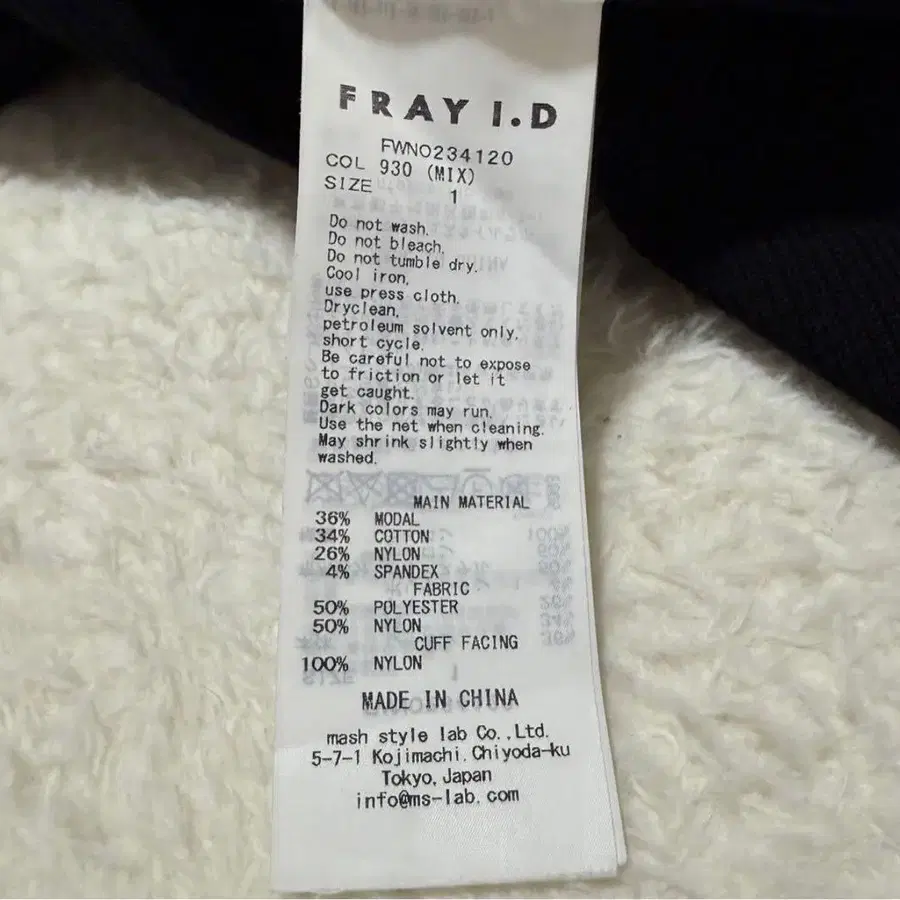 FRAY I.D
FWNO234120
COL 930 (MIX)
SIZE 1
Do not wash.
Do not bleach.
Do not tumble dry.
Cool iron,
use press cloth.
Dryclean,
petroleum solvent only,
short cycle.
Be careful not to expose
to friction or let it
get caught.
Dark colors may run.
Use the net when cleaning.
May shrink slightly when
washed.
MAIN MATERIAL
36% MODAL
34% COTTON
26% NYLON
4% SPANDEX
FABRIC
50% POLYESTER
50% NYLON
CUFF FACING
100% NYLON
MADE IN CHINA
mash style lab Co.,Ltd.
5-7-1 Kojimachi,Chiyoda-ku
Tokyo,Japan
info@ms-lab.com